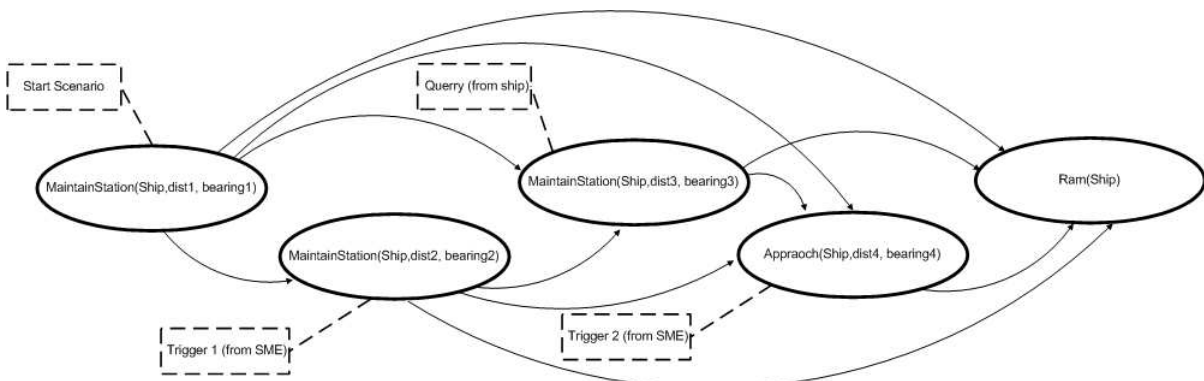 Start Scenario
Querry (from ship)
MaintainStation(Ship,dist1, bearing1)
MaintainStation(Ship,dist3, bearing3)
Ram(Ship)
MaintainStation(Ship,dist2, bearing2)
Appraoch(Ship,dist4, bearing4)
Trigger 1 (from SME)
Trigger 2 (from SME)